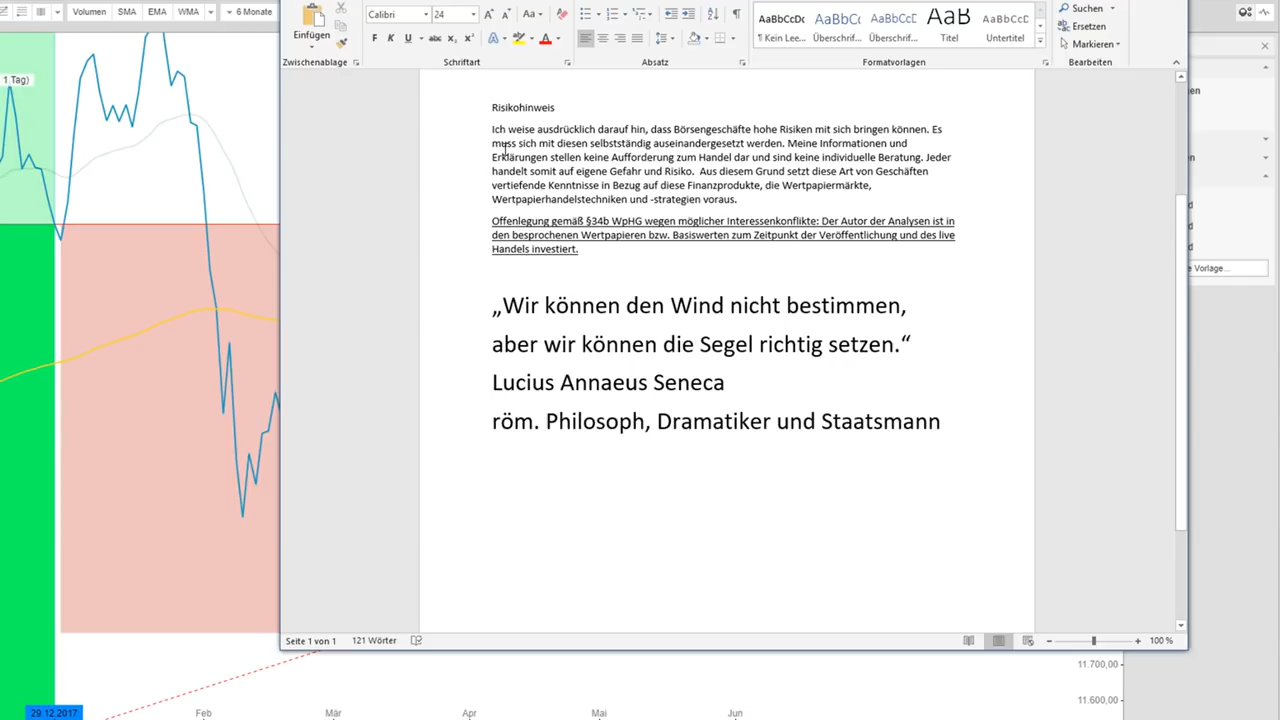 Volumen SMA EMA WMA 6 Monate
1 Tag)
29.12.2017 Feb Mär Apr Mai Jun
11.700,00
11.600,00
Einfügen
Zwischenablage
Calibri 24 Aa
F K U abc x₂ x² A A
Schriftart
Absatz
AaBbCcDc AaBbCc AaBbCcD AaB AaBbCcD
¶ Kein Lee... Überschrif... Überschrif... Titel Untertitel
Formatvorlagen
Suchen
Ersetzen
Markieren
Bearbeiten
Risikohinweis
Ich weise ausdrücklich darauf hin, dass Börsengeschäfte hohe Risiken mit sich bringen können. Es
muss sich mit diesen selbstständig auseinandergesetzt werden. Meine Informationen und
Erklärungen stellen keine Aufforderung zum Handel dar und sind keine individuelle Beratung. Jeder
handelt somit auf eigene Gefahr und Risiko. Aus diesem Grund setzt diese Art von Geschäften
vertiefende Kenntnisse in Bezug auf diese Finanzprodukte, die Wertpapiermärkte,
Wertpapierhandelstechniken und -strategien voraus.
Offenlegung gemäß §34b WpHG wegen möglicher Interessenkonflikte: Der Autor der Analysen ist in
den besprochenen Wertpapieren bzw. Basiswerten zum Zeitpunkt der Veröffentlichung und des live
Handels investiert.
„Wir können den Wind nicht bestimmen,
aber wir können die Segel richtig setzen.“
Lucius Annaeus Seneca
röm. Philosoph, Dramatiker und Staatsmann
Seite 1 von 1 121 Wörter
100 %
e Vorlage...